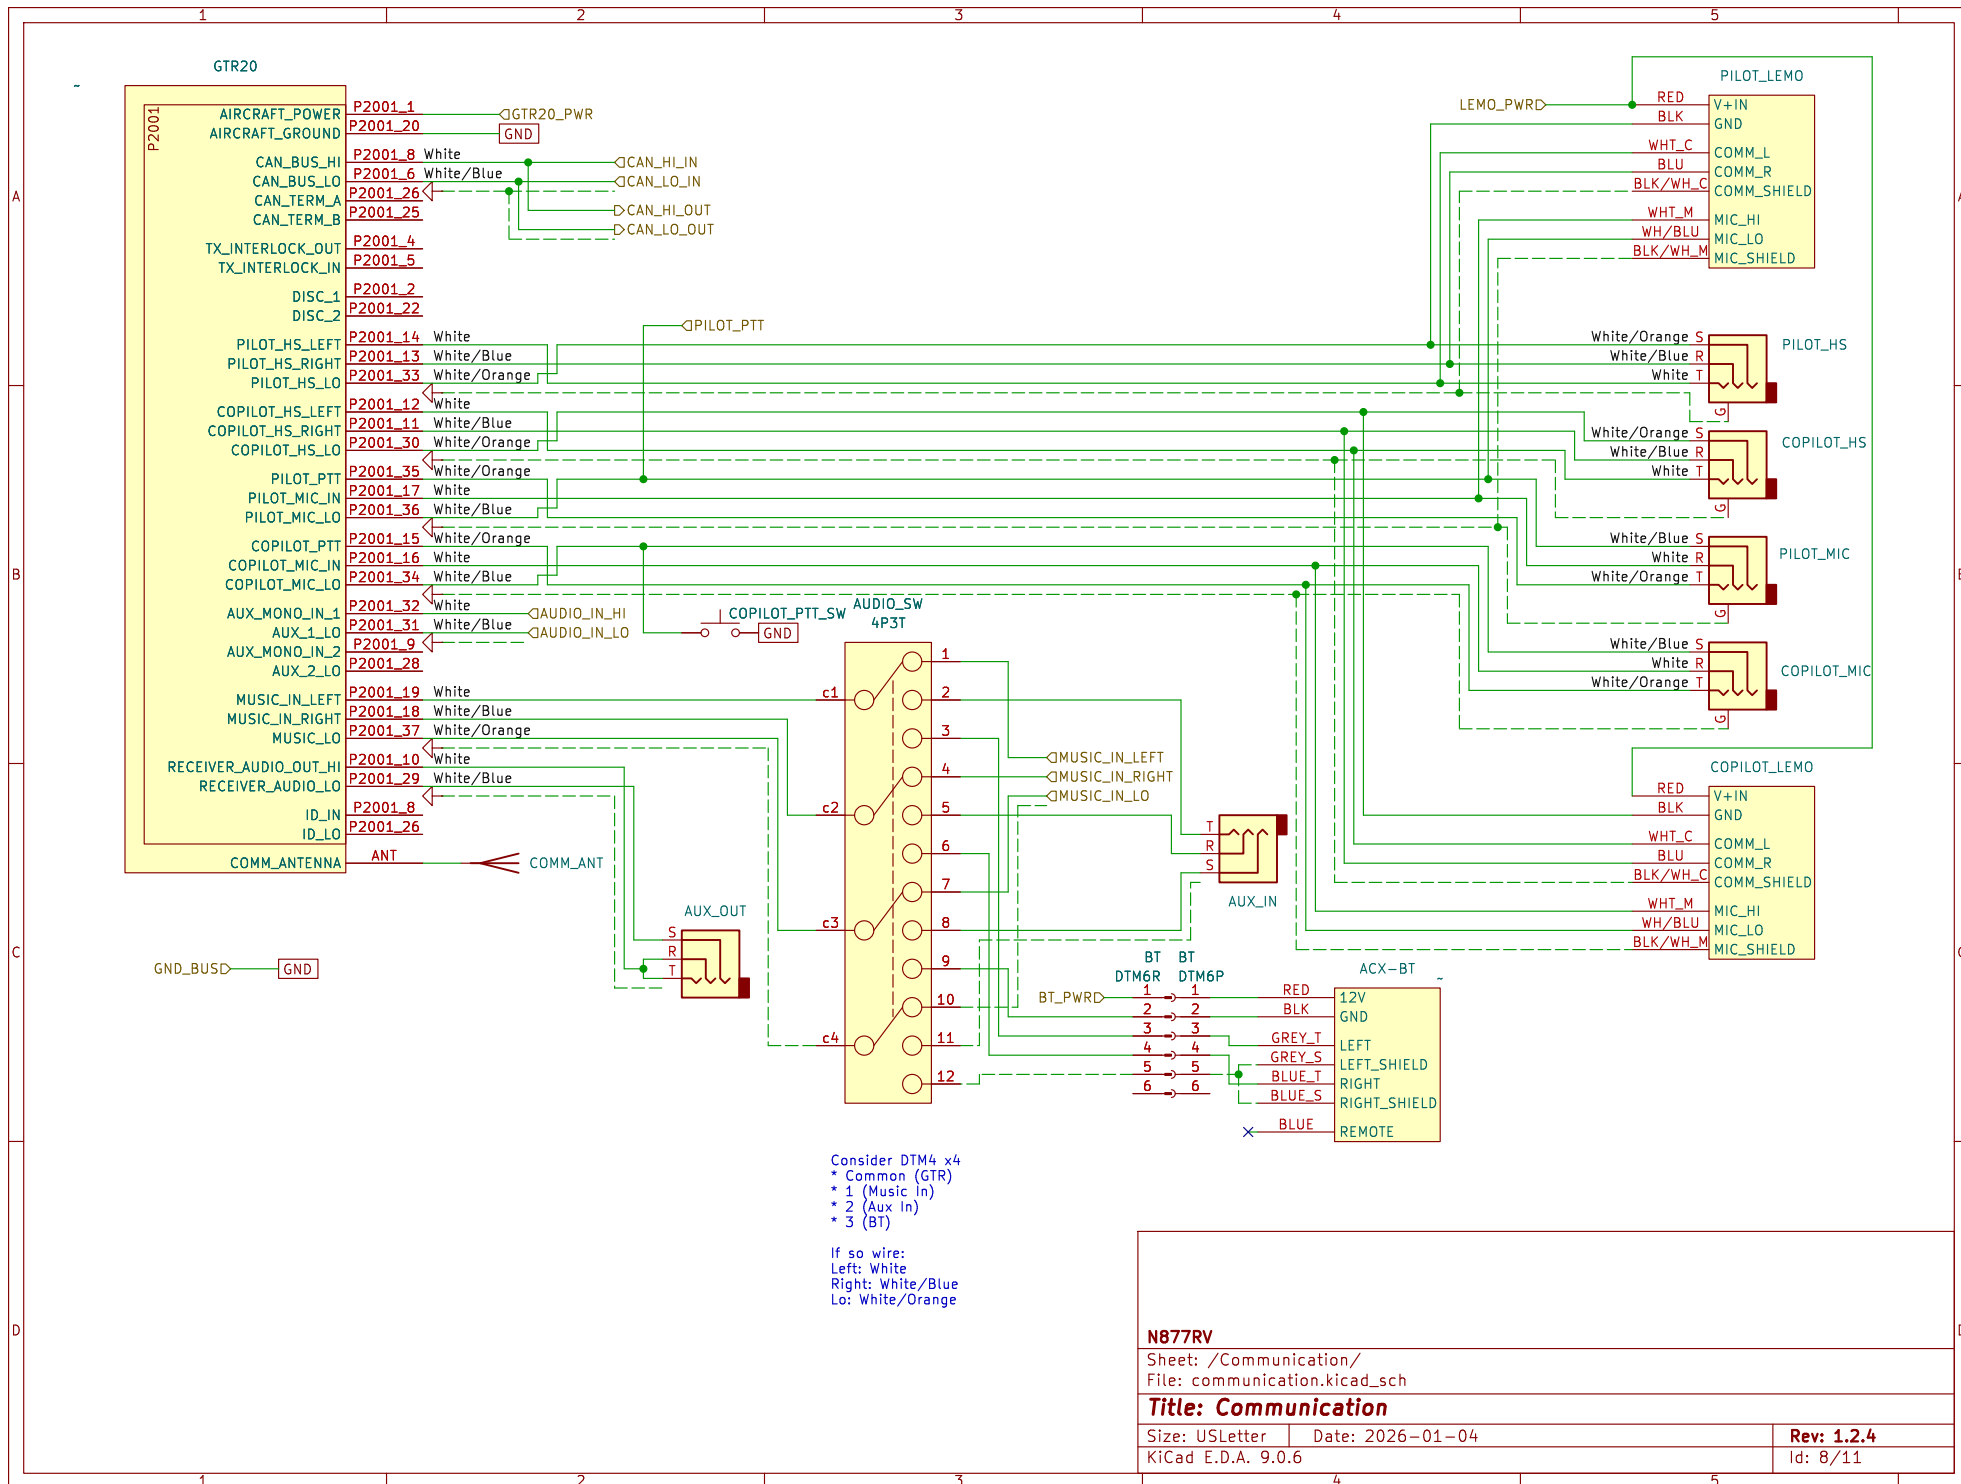 1 2 3 4 5
A
B
C
D
GTR20
~
P2001
AIRCRAFT_POWER P2001_1 GTR20_PWR
AIRCRAFT_GROUND P2001_20 GND
CAN_BUS_HI P2001_8 White CAN_HI_IN
CAN_BUS_LO P2001_6 White/Blue CAN_LO_IN
CAN_TERM_A P2001_26
CAN_TERM_B P2001_25
CAN_HI_OUT
CAN_LO_OUT
TX_INTERLOCK_OUT P2001_4
TX_INTERLOCK_IN P2001_5
DISC_1 P2001_2
DISC_2 P2001_22
PILOT_PTT
PILOT_HS_LEFT P2001_14 White
PILOT_HS_RIGHT P2001_13 White/Blue
PILOT_HS_LO P2001_33 White/Orange
COPILOT_HS_LEFT P2001_12 White
COPILOT_HS_RIGHT P2001_11 White/Blue
COPILOT_HS_LO P2001_30 White/Orange
PILOT_PTT P2001_35 White/Orange
PILOT_MIC_IN P2001_17 White
PILOT_MIC_LO P2001_36 White/Blue
COPILOT_PTT P2001_15 White/Orange
COPILOT_MIC_IN P2001_16 White
COPILOT_MIC_LO P2001_34 White/Blue
AUX_MONO_IN_1 P2001_32 White AUDIO_IN_HI
AUX_1_LO P2001_31 White/Blue AUDIO_IN_LO
AUX_MONO_IN_2 P2001_9
AUX_2_LO P2001_28
MUSIC_IN_LEFT P2001_19 White
MUSIC_IN_RIGHT P2001_18 White/Blue
MUSIC_LO P2001_37 White/Orange
RECEIVER_AUDIO_OUT_HI P2001_10 White
RECEIVER_AUDIO_LO P2001_29 White/Blue
ID_IN P2001_8
ID_LO P2001_26
COMM_ANTENNA ANT COMM_ANT
GND_BUS GND
AUX_OUT
S
R
T
COPILOT_PTT_SW
GND
AUDIO_SW
4P3T
c1
c2
c3
c4
1
2
3
4
5
6
7
8
9
10
11
12
MUSIC_IN_LEFT
MUSIC_IN_RIGHT
MUSIC_IN_LO
T
R
S
AUX_IN
BT BT
DTM6R DTM6P
BT_PWR 1 1
2 2
3 3
4 4
5 5
6 6
ACX-BT
~
RED 12V
BLK GND
GREY_T LEFT
GREY_S LEFT_SHIELD
BLUE_T RIGHT
BLUE_S RIGHT_SHIELD
BLUE REMOTE
PILOT_LEMO
LEMO_PWR RED V+IN
BLK GND
WHT_C COMM_L
BLU COMM_R
BLK/WH_C COMM_SHIELD
WHT_M MIC_HI
WH/BLU MIC_LO
BLK/WH_M MIC_SHIELD
White/Orange S PILOT_HS
White/Blue R
White T
G
White/Orange S COPILOT_HS
White/Blue R
White T
G
White/Blue S PILOT_MIC
White R
White/Orange T
G
White/Blue S
White R COPILOT_MIC
White/Orange T
G
COPILOT_LEMO
RED V+IN
BLK GND
WHT_C COMM_L
BLU COMM_R
BLK/WH_C COMM_SHIELD
WHT_M MIC_HI
WH/BLU MIC_LO
BLK/WH_M MIC_SHIELD
Consider DTM4 x4
* Common (GTR)
* 1 (Music In)
* 2 (Aux In)
* 3 (BT)
If so wire:
Left: White
Right: White/Blue
Lo: White/Orange
N877RV
Sheet: /Communication/
File: communication.kicad_sch
Title: Communication
Size: USLetter Date: 2026-01-04 Rev: 1.2.4
KiCad E.D.A. 9.0.6 Id: 8/11
1 2 3 4 5